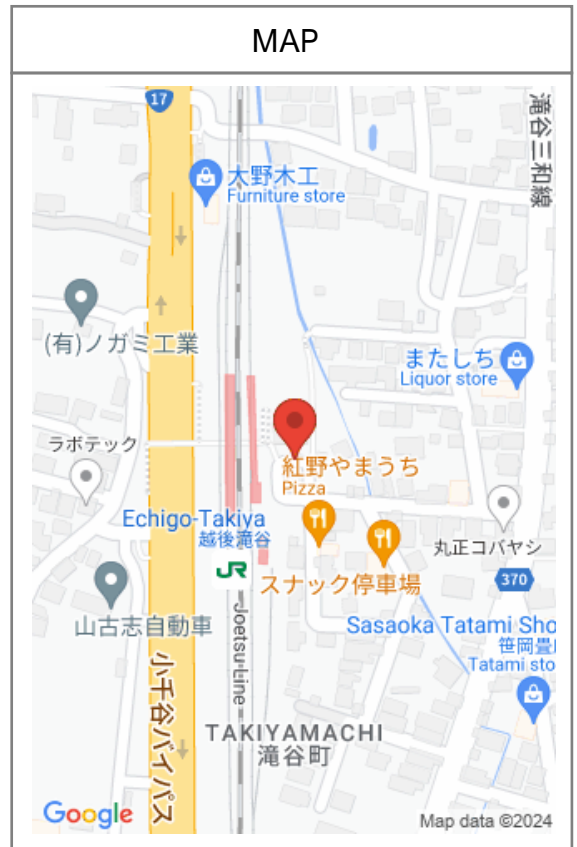 MAP
17
滝谷三和線
大野木工
Furniture store
(有)ノガミ工業
またしち
Liquor store
ラボテック
紅野やまうち
Pizza
Echigo-Takiya
越後滝谷
丸正コバヤシ
JR
スナック停車場
370
山古志自動車
Joetsu Line
Sasaoka Tatami Sho
笹岡畳
Tatami sto
小千谷バイパス
TAKIYAMACHI
滝谷町
Google
Map data ©2024